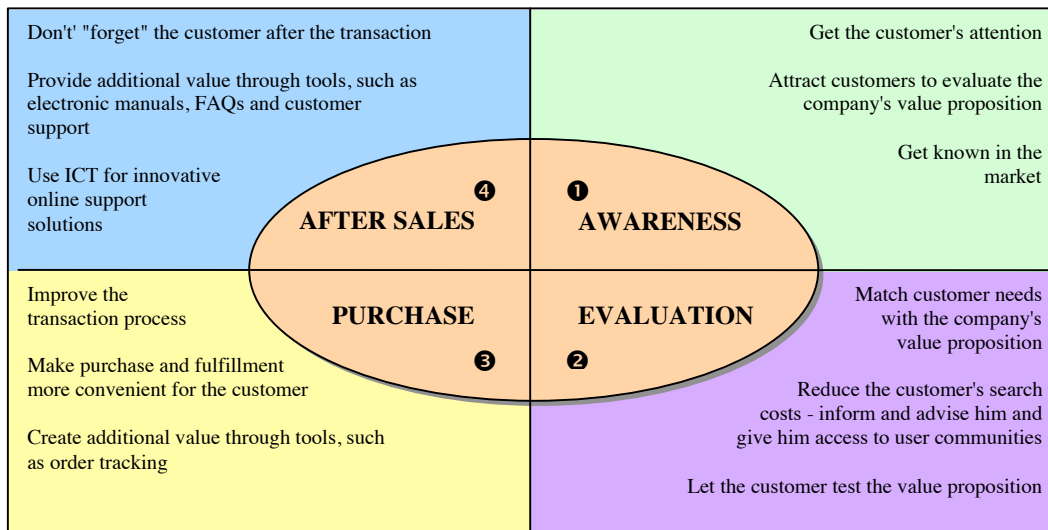 Don't' "forget" the customer after the transaction
Provide additional value through tools, such as
electronic manuals, FAQs and customer
support
Use ICT for innovative
online support
solutions
Get the customer's attention
Attract customers to evaluate the
company's value proposition
Get known in the
market
❹
AFTER SALES
❶
AWARENESS
PURCHASE
❸
EVALUATION
❷
Improve the
transaction process
Make purchase and fulfillment
more convenient for the customer
Create additional value through tools, such
as order tracking
Match customer needs
with the company's
value proposition
Reduce the customer's search
costs - inform and advise him and
give him access to user communities
Let the customer test the value proposition